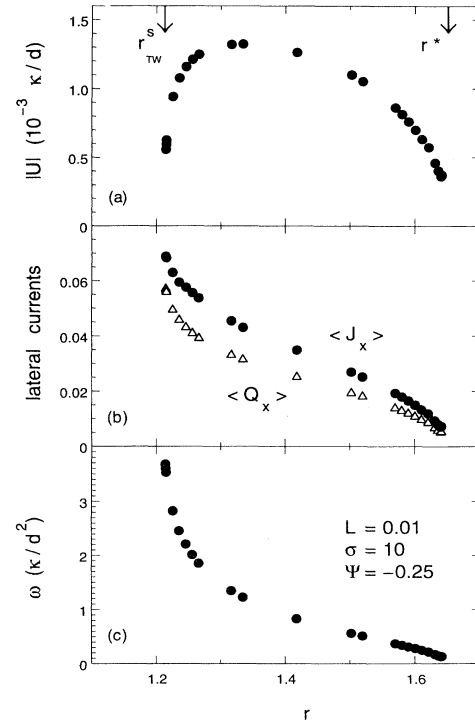 1.5
r^s_TW
r*
1.0
|U| (10⁻³ κ/d)
0.5
(a)
0
0.06
lateral currents
0.04
< J_x >
0.02
< Q_x >
(b)
0
3
ω (κ/d²)
L = 0.01
2
σ = 10
Ψ = −0.25
1
(c)
0
1.2
1.4
1.6
r